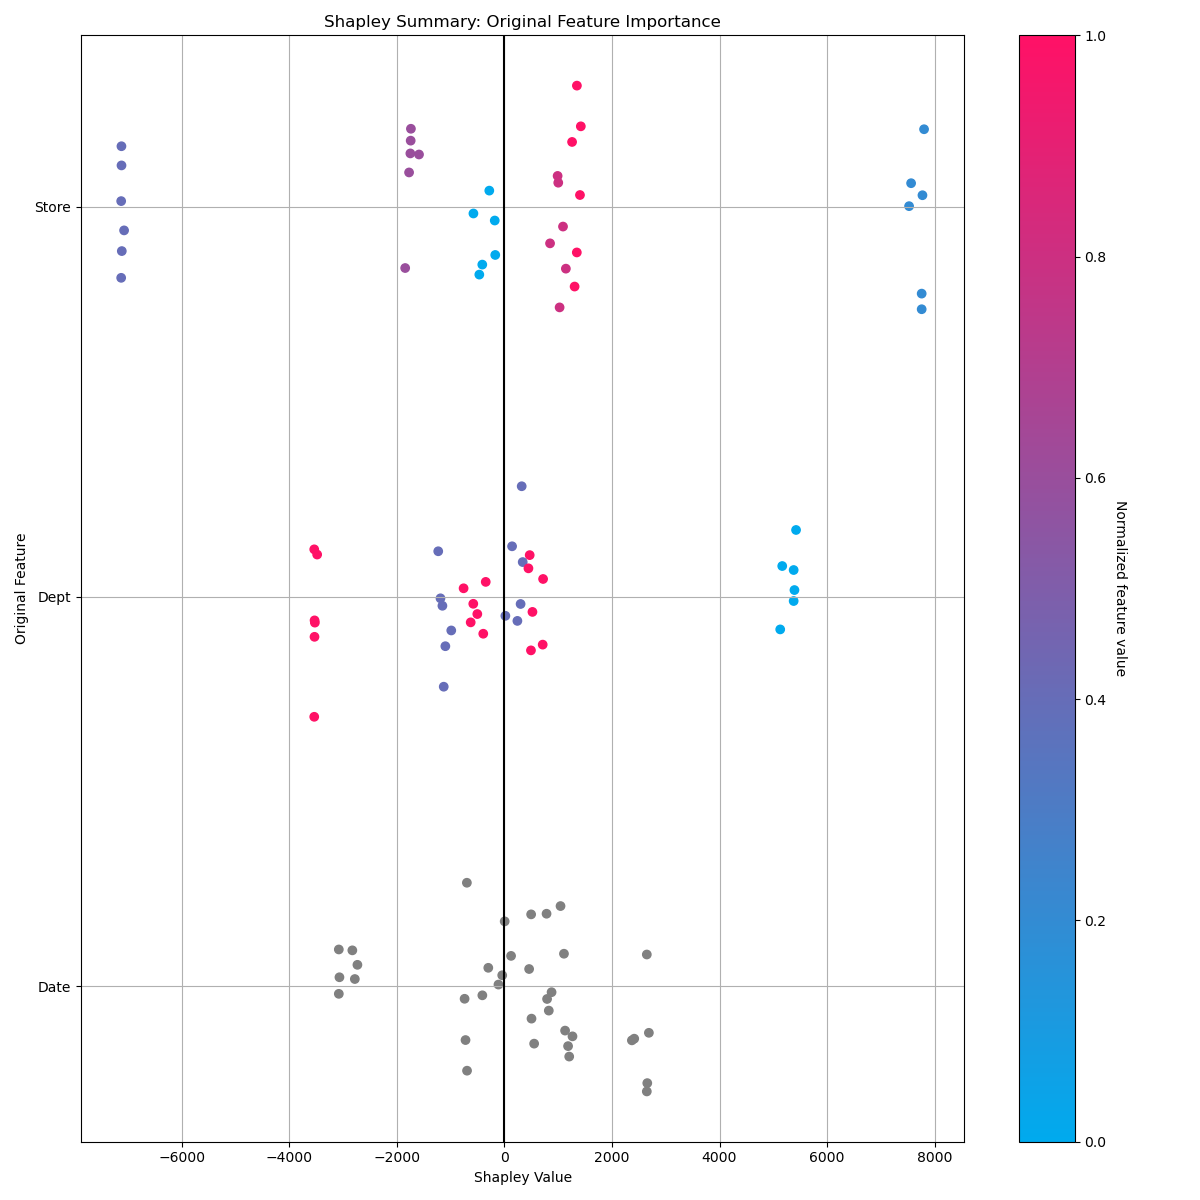 Shapley Summary: Original Feature Importance
Original Feature
Store
Dept
Date
−6000
−4000
−2000
0
2000
4000
6000
8000
Shapley Value
1.0
0.8
0.6
0.4
0.2
0.0
Normalized feature value